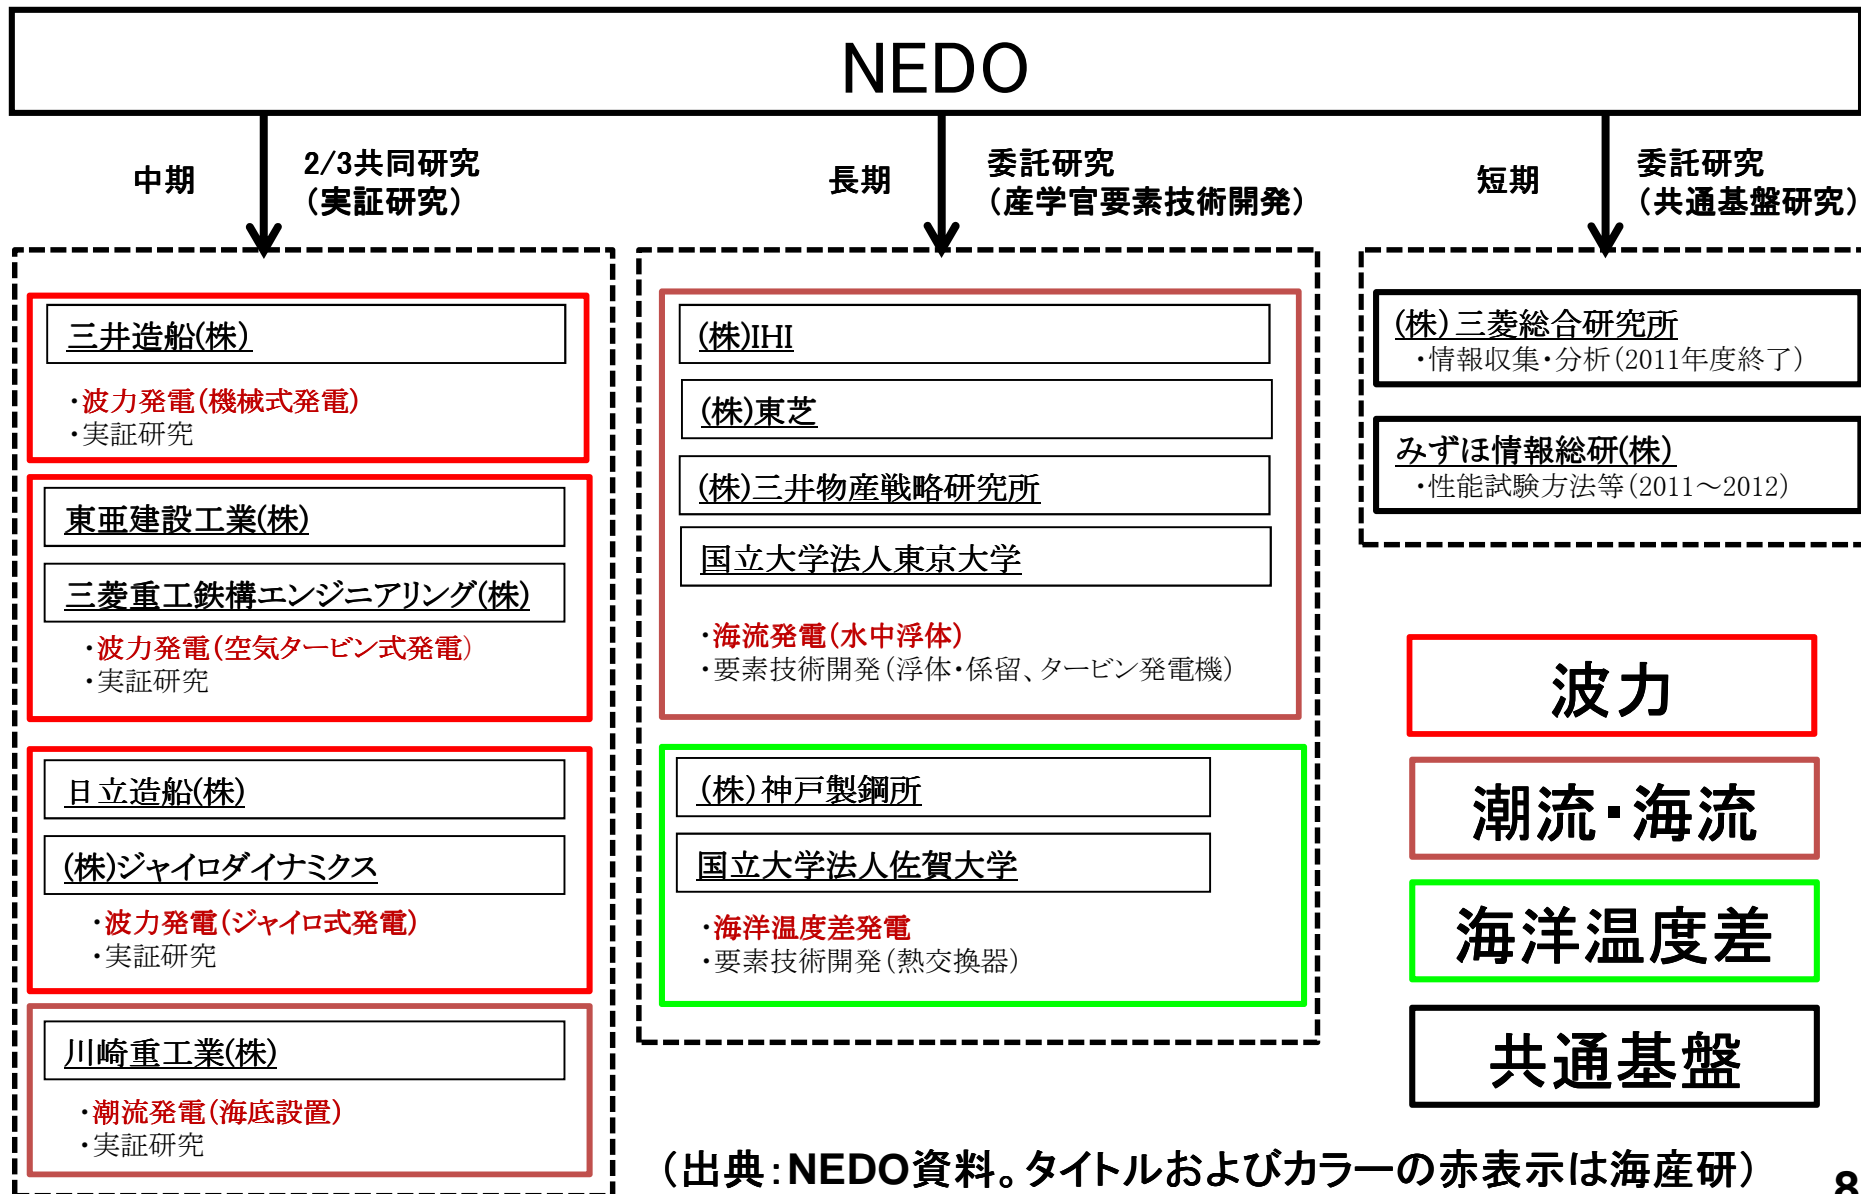 NEDO
中期
2/3共同研究
(実証研究)
長期
委託研究
(産学官要素技術開発)
短期
委託研究
(共通基盤研究)
三井造船(株)
・波力発電(機械式発電)
・実証研究
東亜建設工業(株)
三菱重工鉄構エンジニアリング(株)
・波力発電(空気タービン式発電)
・実証研究
日立造船(株)
(株)ジャイロダイナミクス
・波力発電(ジャイロ式発電)
・実証研究
川崎重工業(株)
・潮流発電(海底設置)
・実証研究
(株)IHI
(株)東芝
(株)三井物産戦略研究所
国立大学法人東京大学
・海流発電(水中浮体)
・要素技術開発(浮体・係留、タービン発電機)
(株)神戸製鋼所
国立大学法人佐賀大学
・海洋温度差発電
・要素技術開発(熱交換器)
(株)三菱総合研究所
・情報収集・分析(2011年度終了)
みずほ情報総研(株)
・性能試験方法等(2011～2012)
波力
潮流・海流
海洋温度差
共通基盤
(出典:NEDO資料。タイトルおよびカラーの赤表示は海産研)
8